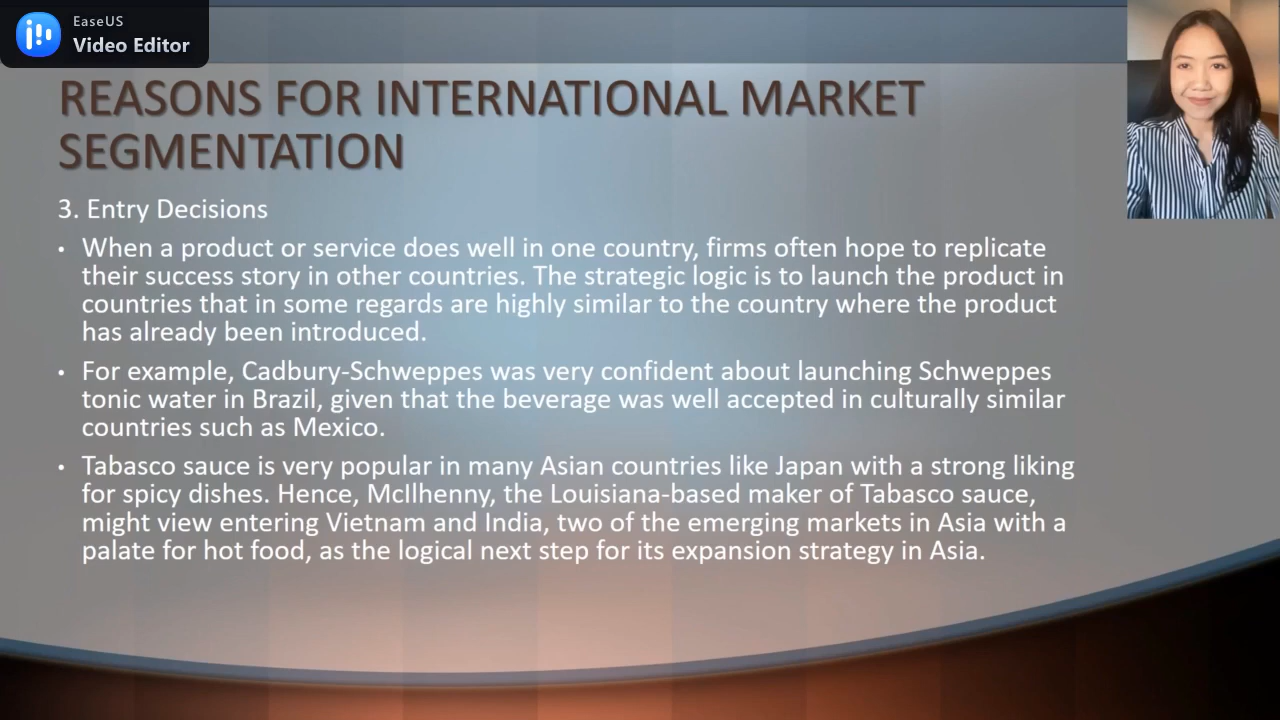 EaseUS
Video Editor
REASONS FOR INTERNATIONAL MARKET
SEGMENTATION
3. Entry Decisions
• When a product or service does well in one country, firms often hope to replicate
their success story in other countries. The strategic logic is to launch the product in
countries that in some regards are highly similar to the country where the product
has already been introduced.
• For example, Cadbury-Schweppes was very confident about launching Schweppes
tonic water in Brazil, given that the beverage was well accepted in culturally similar
countries such as Mexico.
• Tabasco sauce is very popular in many Asian countries like Japan with a strong liking
for spicy dishes. Hence, McIlhenny, the Louisiana-based maker of Tabasco sauce,
might view entering Vietnam and India, two of the emerging markets in Asia with a
palate for hot food, as the logical next step for its expansion strategy in Asia.